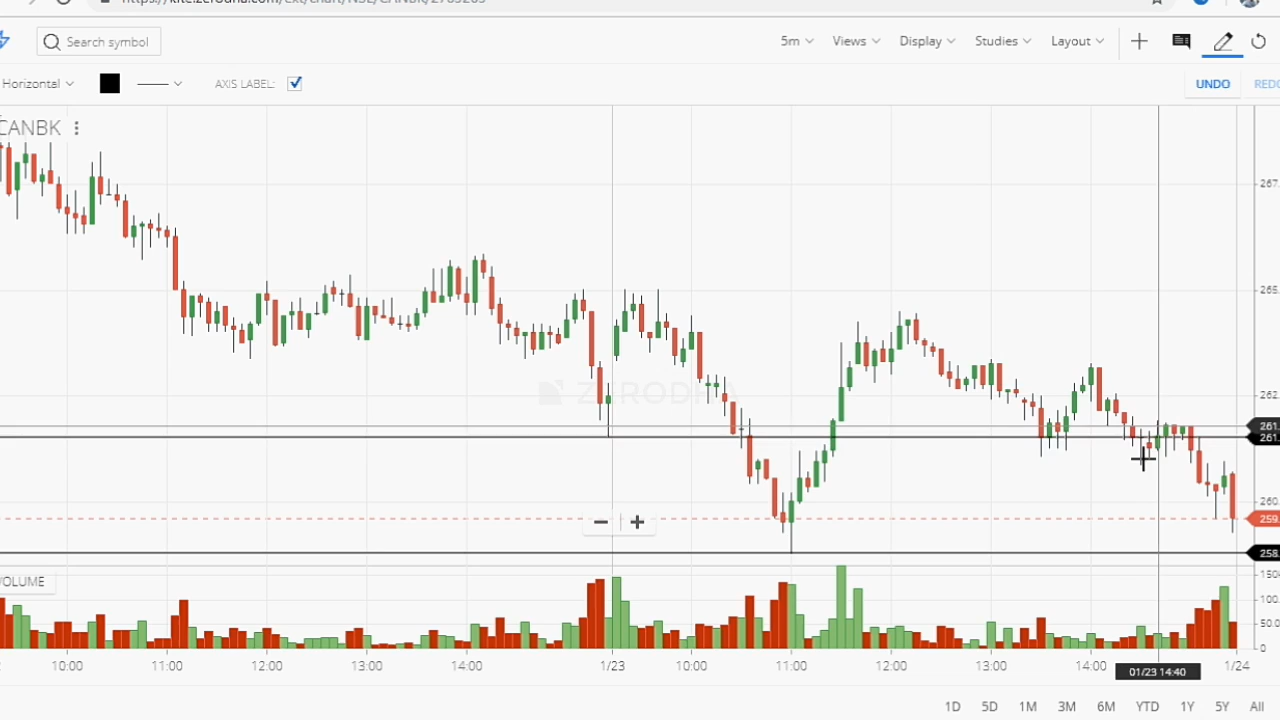 Search symbol 5m Views Display Studies Layout
Horizontal AXIS LABEL: UNDO REDO
CANBK
267.
265.
ZERODHA
262.
261.
261.
260.
259.
258.
VOLUME
150
100.
50.0
0
10:00 11:00 12:00 13:00 14:00 1/23 10:00 11:00 12:00 13:00 14:00 01/23 14:40 1/24
1D 5D 1M 3M 6M YTD 1Y 5Y All